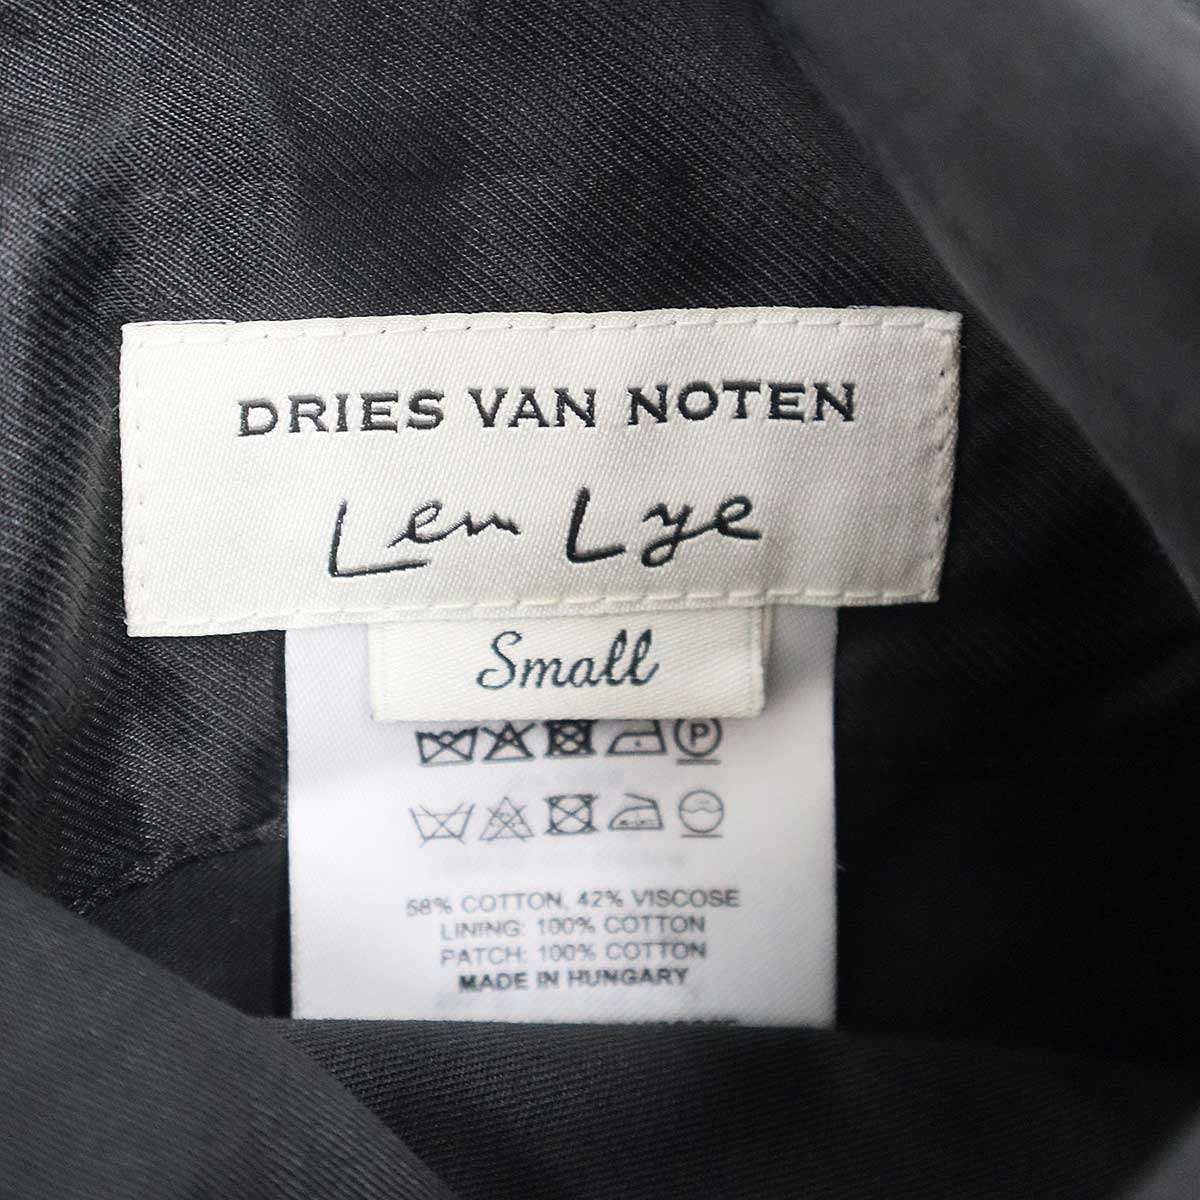 DRIES VAN NOTEN
Len Lye
Small
P
58% COTTON, 42% VISCOSE
LINING: 100% COTTON
PATCH: 100% COTTON
MADE IN HUNGARY